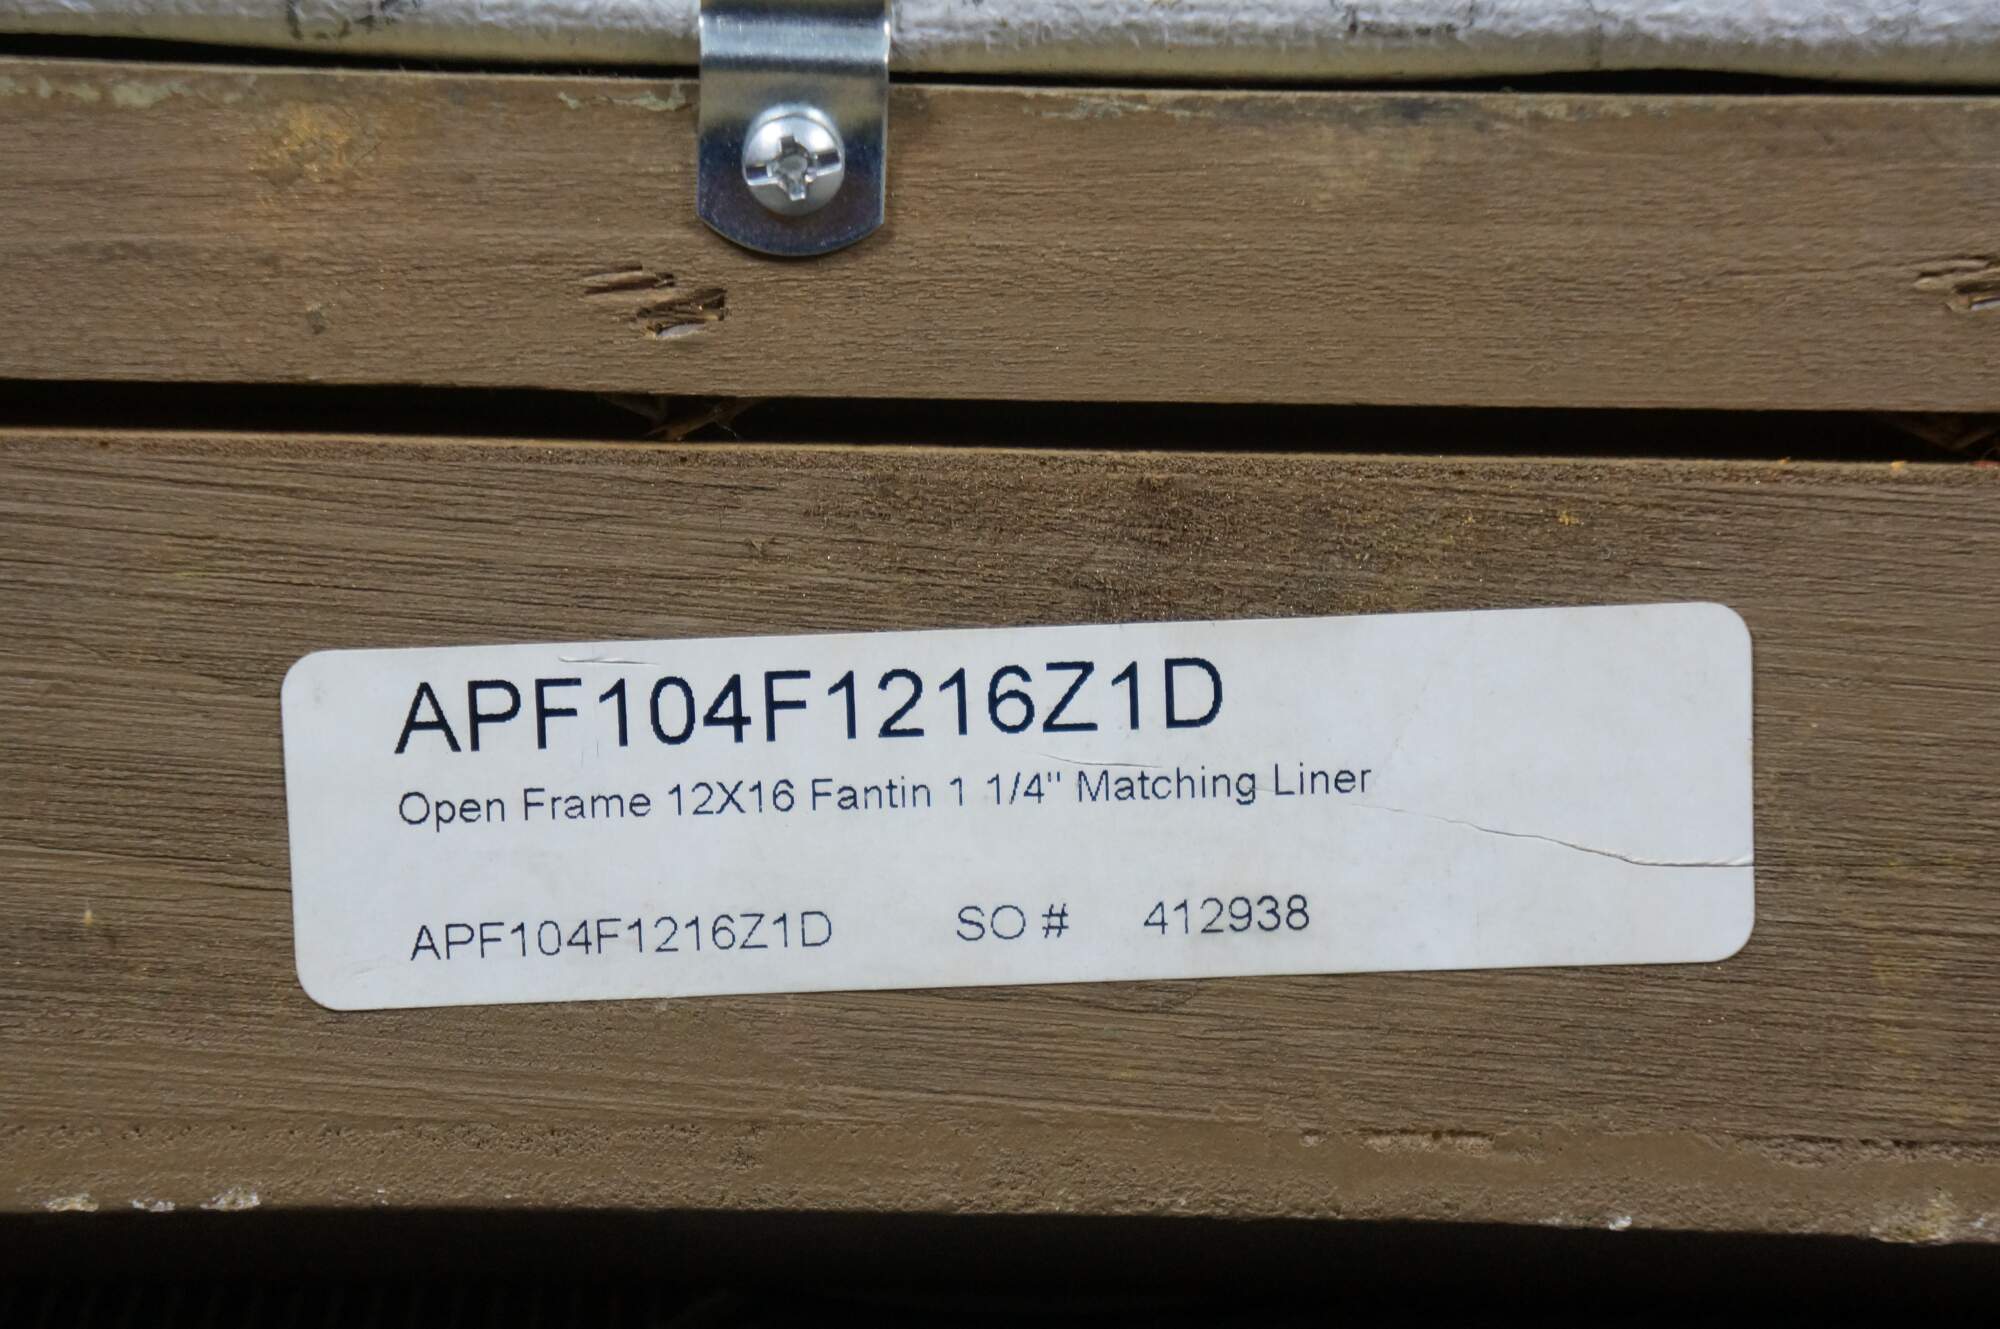 APF104F1216Z1D
Open Frame 12X16 Fantin 1 1/4" Matching Liner
APF104F1216Z1D SO # 412938